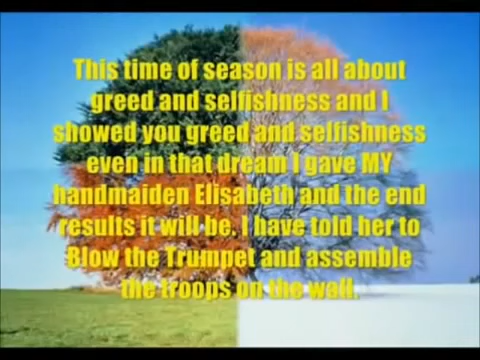 This time of season is all about
greed and selfishness and I
showed you greed and selfishness
even in that dream I gave MY
handmaiden Elisabeth and the end
results it will be. I have told her to
Blow the Trumpet and assemble
the troops on the wall.